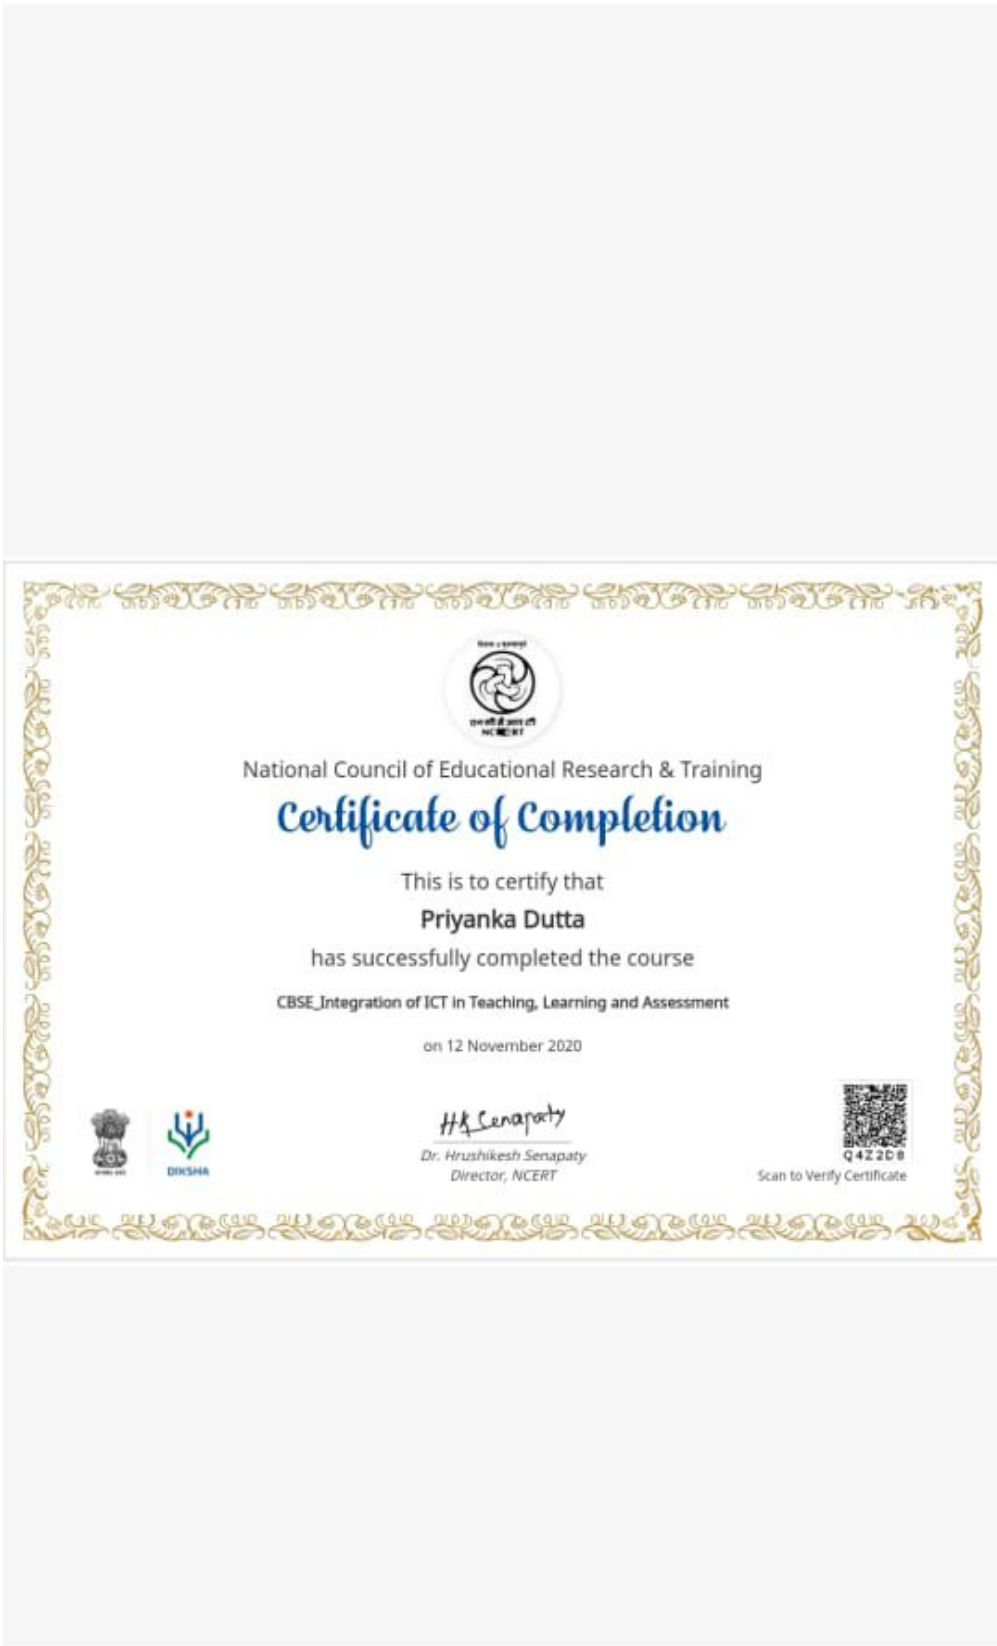 NCERT
National Council of Educational Research & Training
Certificate of Completion
This is to certify that
Priyanka Dutta
has successfully completed the course
CBSE_Integration of ICT in Teaching, Learning and Assessment
on 12 November 2020
HK Senapaty
Dr. Hrushikesh Senapaty
Director, NCERT
DIKSHA
Q4Z2D8
Scan to Verify Certificate